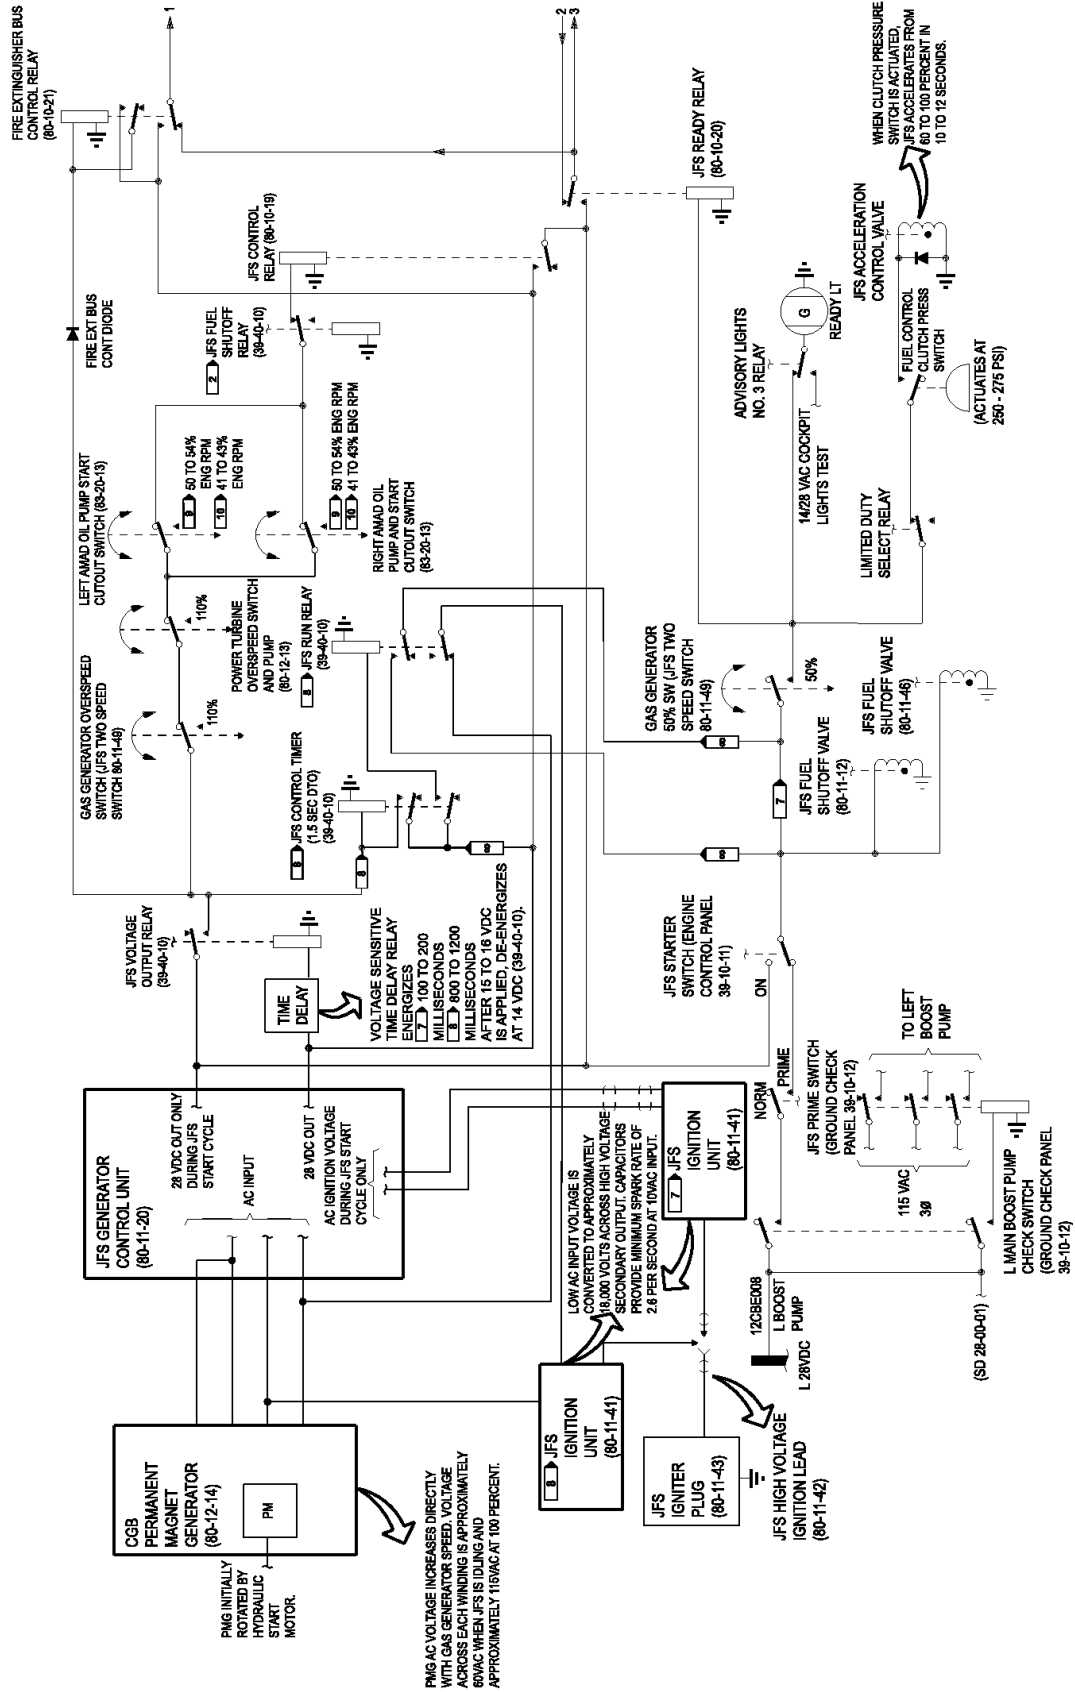 CGB
PERMANENT
MAGNET
GENERATOR
(80-12-14)
PM
PMG INITIALLY
ROTATED BY
HYDRAULIC
START
MOTOR.
PMG AC VOLTAGE INCREASES DIRECTLY
WITH GAS GENERATOR SPEED. VOLTAGE
ACROSS EACH WINDING IS APPROXIMATELY
60VAC WHEN JFS IS IDLING AND
APPROXIMATELY 115VAC AT 100 PERCENT.
JFS GENERATOR
CONTROL UNIT
(80-11-20)
28 VDC OUT ONLY
DURING JFS
START CYCLE
AC INPUT
28 VDC OUT
AC IGNITION VOLTAGE
DURING JFS START
CYCLE ONLY
JFS VOLTAGE
OUTPUT RELAY
(39-40-10)
TIME
DELAY
VOLTAGE SENSITIVE
TIME DELAY RELAY
ENERGIZES
7 100 TO 200
MILLISECONDS
8 800 TO 1200
MILLISECONDS
AFTER 15 TO 16 VDC
IS APPLIED, DE-ENERGIZES
AT 14 VDC (39-40-10).
GAS GENERATOR OVERSPEED
SWITCH (JFS TWO SPEED
SWITCH 80-11-49)
110%
POWER TURBINE
OVERSPEED SWITCH
AND PUMP
(80-12-13)
110%
LEFT AMAD OIL PUMP START
CUTOUT SWITCH (83-20-13)
9 50 TO 54%
ENG RPM
10 41 TO 43%
ENG RPM
9 50 TO 54% ENG RPM
10 41 TO 43% ENG RPM
RIGHT AMAD OIL
PUMP AND START
CUTOUT SWITCH
(83-20-13)
8 JFS CONTROL TIMER
(1.5 SEC DTO)
(39-40-10)
8
8
8 JFS RUN RELAY
(39-40-10)
FIRE EXT BUS
CONT DIODE
2 JFS FUEL
SHUTOFF
RELAY
(39-40-10)
JFS CONTROL
RELAY (80-10-19)
FIRE EXTINGUISHER BUS
CONTROL RELAY
(80-10-21)
1
2
3
JFS READY RELAY
(80-10-20)
LOW AC INPUT VOLTAGE IS
CONVERTED TO APPROXIMATELY
18,000 VOLTS ACROSS HIGH VOLTAGE
SECONDARY OUTPUT. CAPACITORS
PROVIDE MINIMUM SPARK RATE OF
2.6 PER SECOND AT 10VAC INPUT.
7 JFS
IGNITION
UNIT
(80-11-41)
8 JFS
IGNITION
UNIT
(80-11-41)
JFS
IGNITER
PLUG
(80-11-43)
JFS HIGH VOLTAGE
IGNITION LEAD
(80-11-42)
12CBE008
L BOOST
PUMP
L 28VDC
(SD 28-00-01)
L MAIN BOOST PUMP
CHECK SWITCH
(GROUND CHECK PANEL
39-10-12)
NORM
PRIME
JFS PRIME SWITCH
(GROUND CHECK
PANEL 39-10-12)
115 VAC
3Ø
TO LEFT
BOOST
PUMP
JFS STARTER
SWITCH (ENGINE
CONTROL PANEL
39-10-11)
ON
8
7
8
JFS FUEL
SHUTOFF VALVE
(80-11-12)
JFS FUEL
SHUTOFF VALVE
(80-11-46)
GAS GENERATOR
50% SW (JFS TWO
SPEED SWITCH
80-11-49)
50%
LIMITED DUTY
SELECT RELAY
14/28 VAC COCKPIT
LIGHTS TEST
ADVISORY LIGHTS
NO. 3 RELAY
G
READY LT
FUEL CONTROL
CLUTCH PRESS
SWITCH
(ACTUATES AT
250 - 275 PSI)
JFS ACCELERATION
CONTROL VALVE
WHEN CLUTCH PRESSURE
SWITCH IS ACTUATED,
JFS ACCELERATES FROM
60 TO 100 PERCENT IN
10 TO 12 SECONDS.